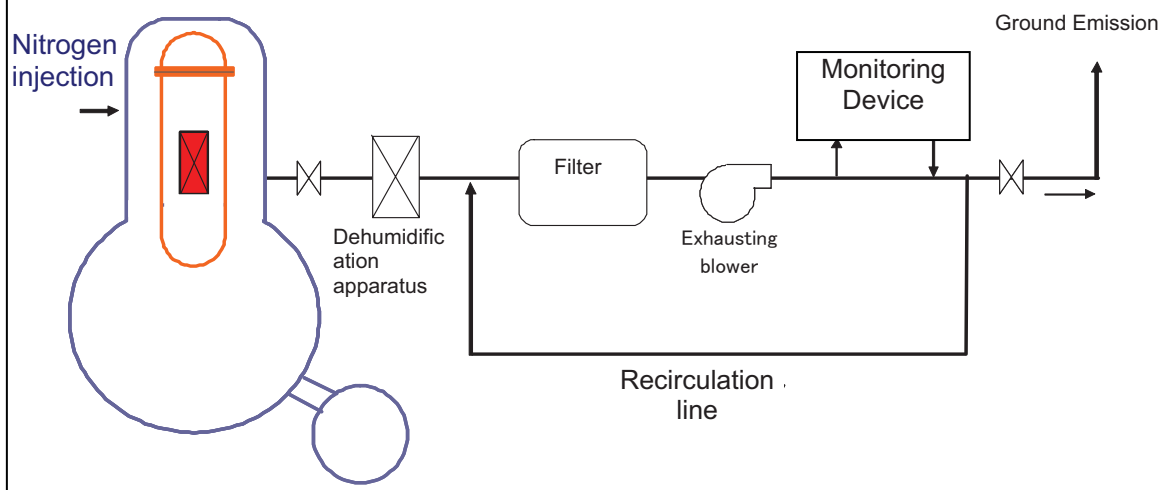 Ground Emission
Nitrogen
injection
Monitoring
Device
Filter
Dehumidific
ation
apparatus
Exhausting
blower
Recirculation .
line